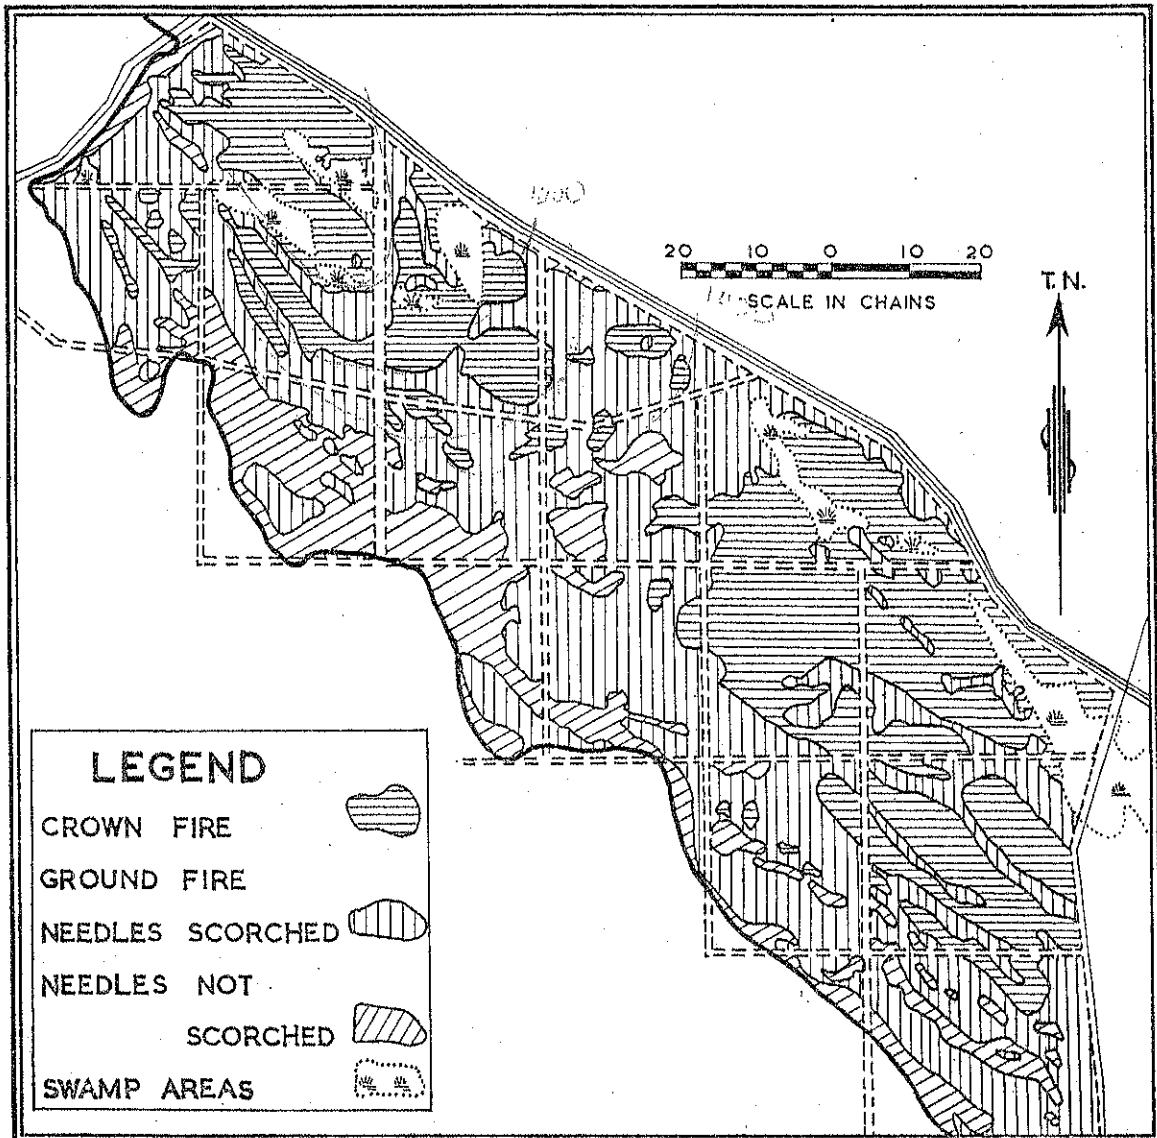 20 10 0 10 20
SCALE IN CHAINS
T.N.
LEGEND
CROWN FIRE
GROUND FIRE
NEEDLES SCORCHED
NEEDLES NOT
SCORCHED
SWAMP AREAS